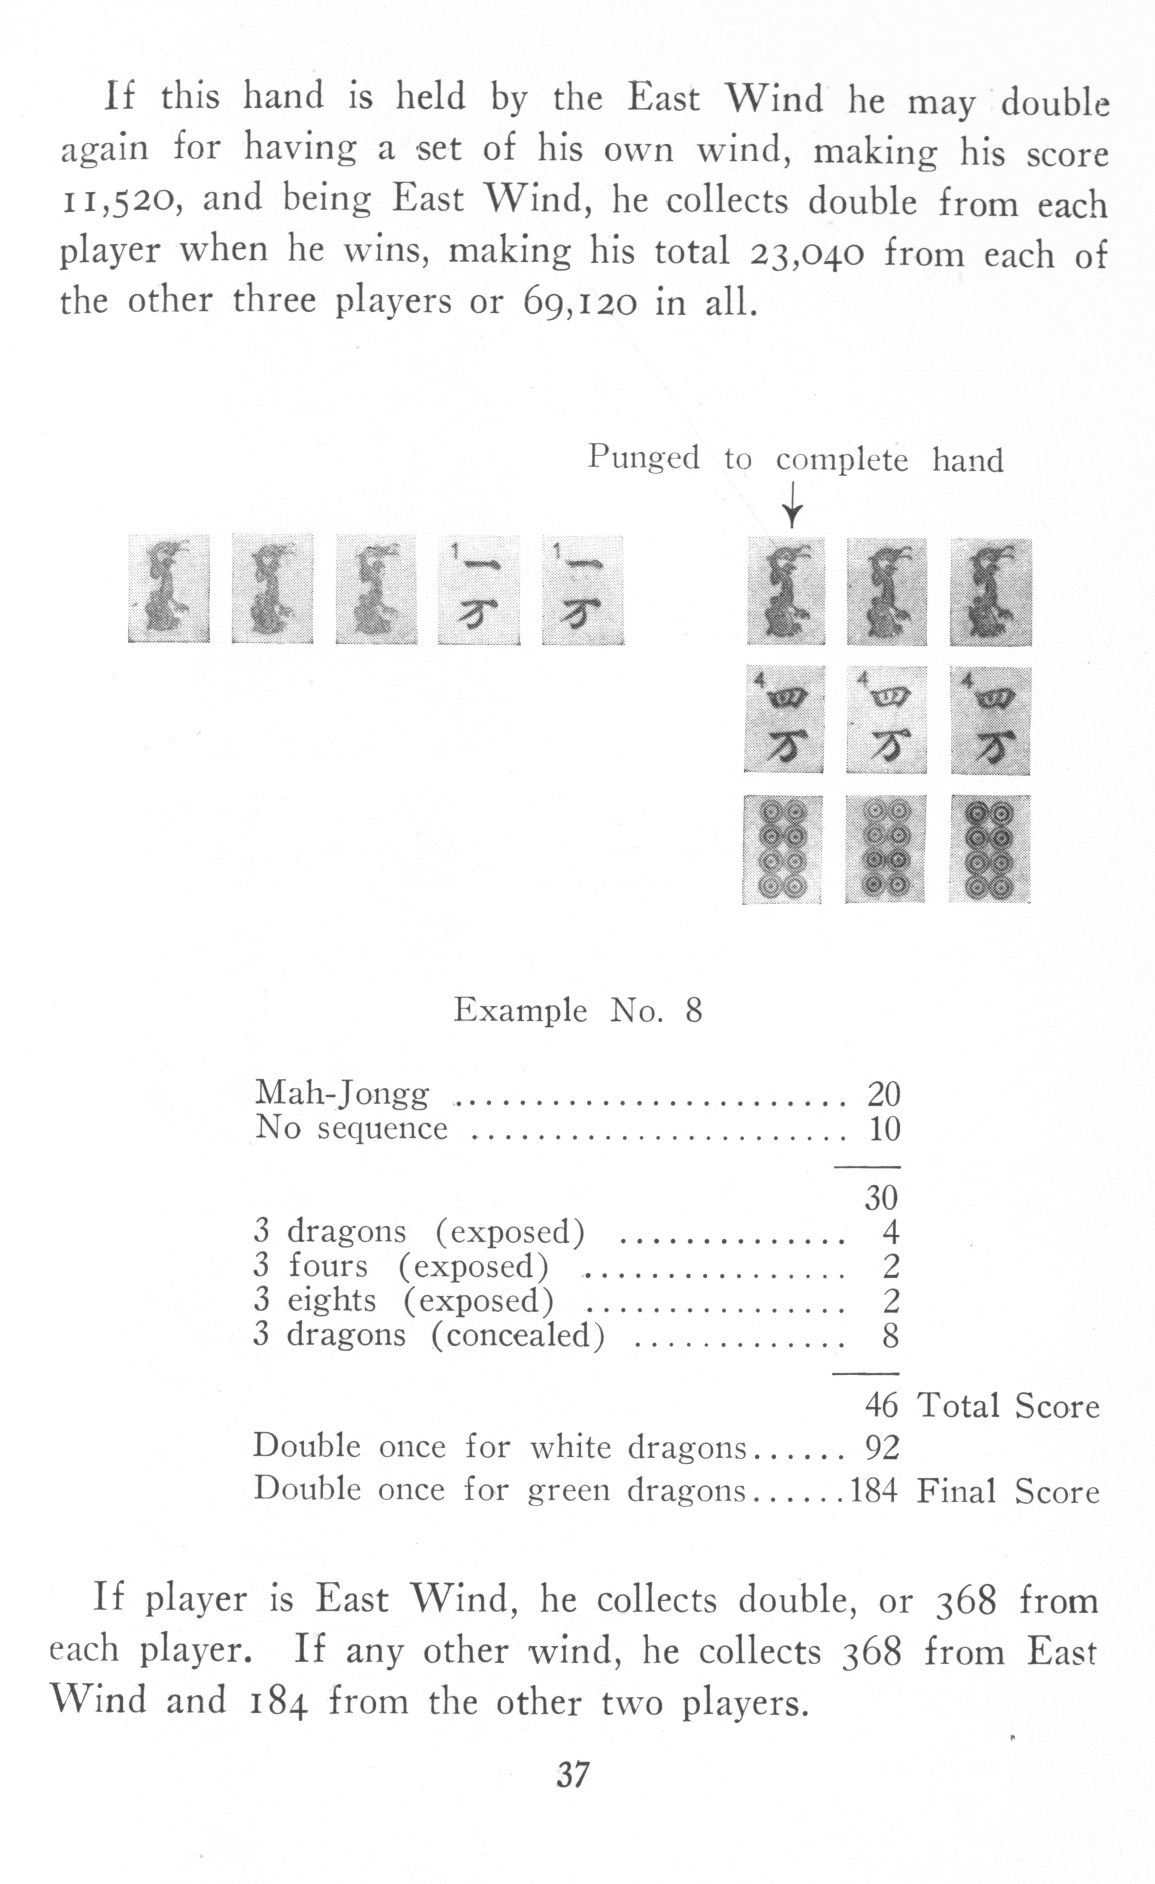 If this hand is held by the East Wind he may double
again for having a set of his own wind, making his score
11,520, and being East Wind, he collects double from each
player when he wins, making his total 23,040 from each of
the other three players or 69,120 in all.
Punged to complete hand
1 一 万 1 一 万
4 四 万 4 四 万 4 四 万
Example No. 8
Mah-Jongg ......................... 20
No sequence ....................... 10
30
3 dragons (exposed) .............. 4
3 fours (exposed) ................. 2
3 eights (exposed) ................ 2
3 dragons (concealed) ............. 8
46 Total Score
Double once for white dragons...... 92
Double once for green dragons......184 Final Score
If player is East Wind, he collects double, or 368 from
each player. If any other wind, he collects 368 from East
Wind and 184 from the other two players.
37